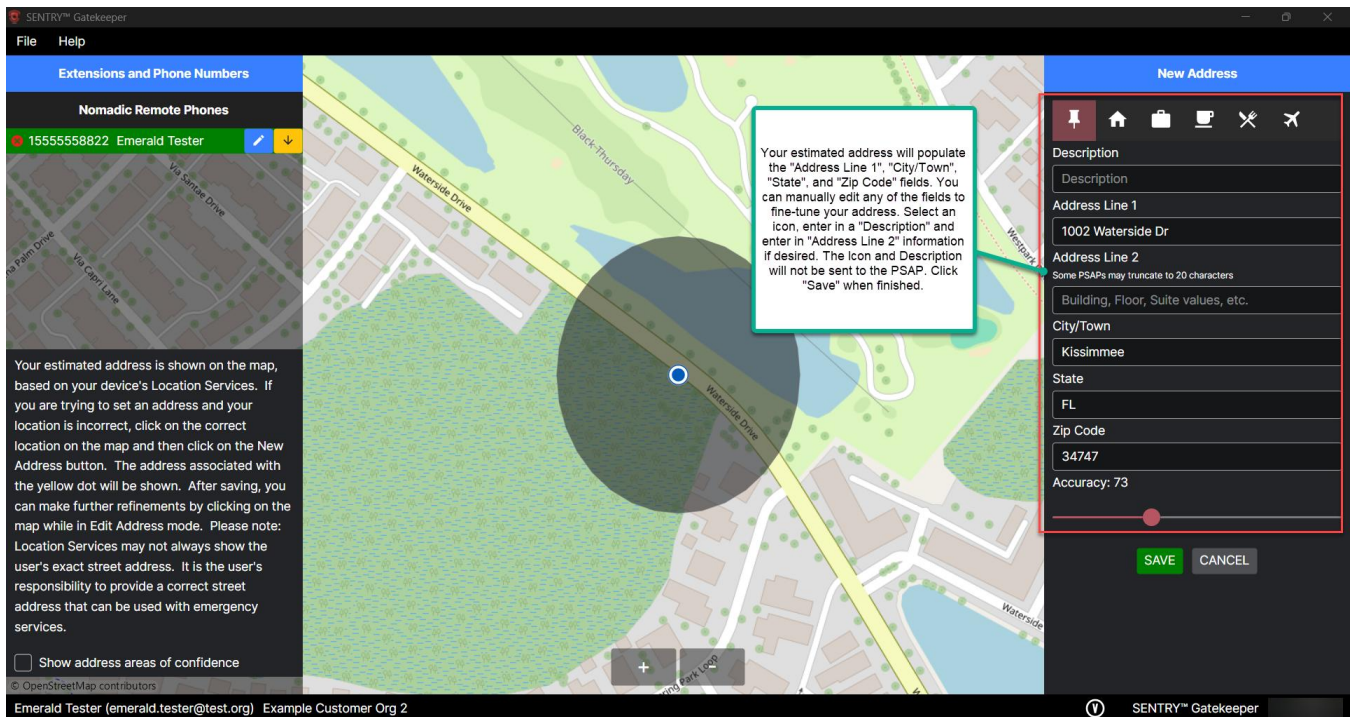 SENTRY™ Gatekeeper
File Help
Extensions and Phone Numbers
Nomadic Remote Phones
15555558822 Emerald Tester
Via Santae Drive
na Palm Drive
Via Capri Lane
Your estimated address is shown on the map,
based on your device's Location Services. If
you are trying to set an address and your
location is incorrect, click on the correct
location on the map and then click on the New
Address button. The address associated with
the yellow dot will be shown. After saving, you
can make further refinements by clicking on the
map while in Edit Address mode. Please note:
Location Services may not always show the
user's exact street address. It is the user's
responsibility to provide a correct street
address that can be used with emergency
services.
Show address areas of confidence
© OpenStreetMap contributors
Black-Thursday
Waterside Drive
Westpark
Waterside Drive
Waterside
ring Park Loop
+ -
Your estimated address will populate
the "Address Line 1", "City/Town",
"State", and "Zip Code" fields. You
can manually edit any of the fields to
fine-tune your address. Select an
icon, enter in a "Description" and
enter in "Address Line 2" information
if desired. The Icon and Description
will not be sent to the PSAP. Click
"Save" when finished.
New Address
Description
Description
Address Line 1
1002 Waterside Dr
Address Line 2
Some PSAPs may truncate to 20 characters
Building, Floor, Suite values, etc.
City/Town
Kissimmee
State
FL
Zip Code
34747
Accuracy: 73
SAVE CANCEL
Emerald Tester (emerald.tester@test.org) Example Customer Org 2
V SENTRY™ Gatekeeper